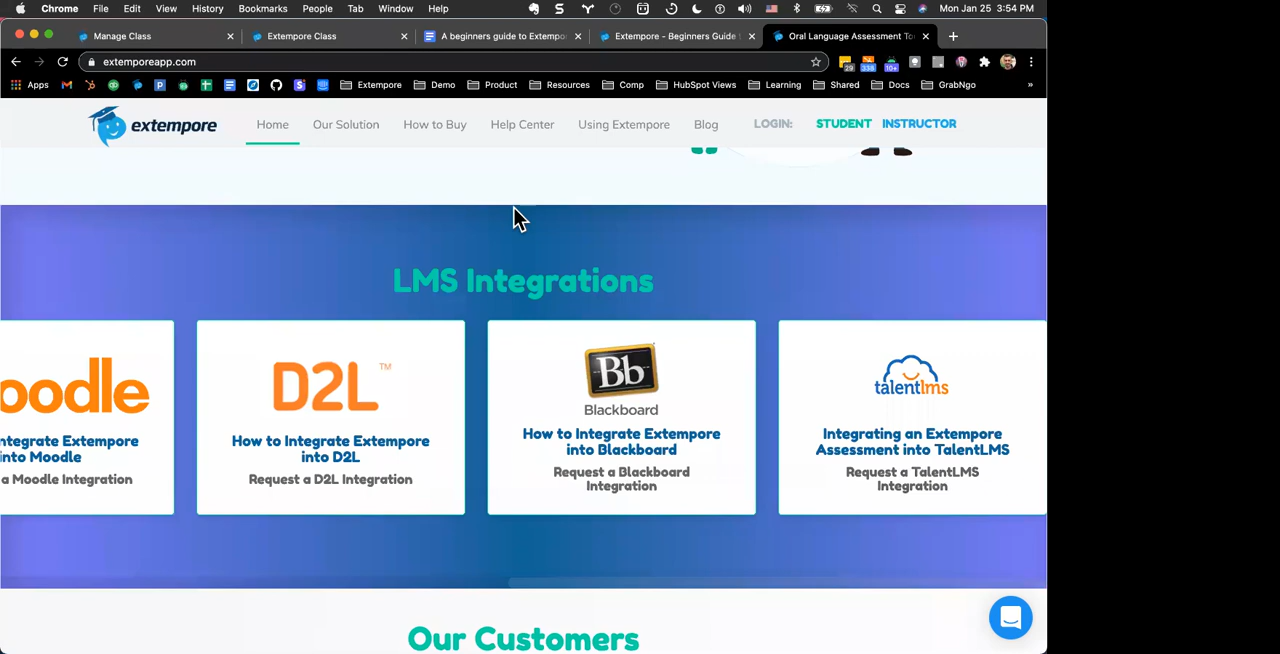 Chrome File Edit View History Bookmarks People Tab Window Help Mon Jan 25 3:54 PM
Manage Class Extempore Class A beginners guide to Extempo Extempore - Beginners Guide Oral Language Assessment To
extemporeapp.com
29 338 10+
Apps Extempore Demo Product Resources Comp HubSpot Views Learning Shared Docs GrabNgo »
extempore Home Our Solution How to Buy Help Center Using Extempore Blog LOGIN: STUDENT INSTRUCTOR
LMS Integrations
oodle
ntegrate Extempore
nto Moodle
a Moodle Integration
D2L TM
How to Integrate Extempore
into D2L
Request a D2L Integration
Bb
Blackboard
How to Integrate Extempore
into Blackboard
Request a Blackboard
Integration
talentlms
Integrating an Extempore
Assessment into TalentLMS
Request a TalentLMS
Integration
Our Customers